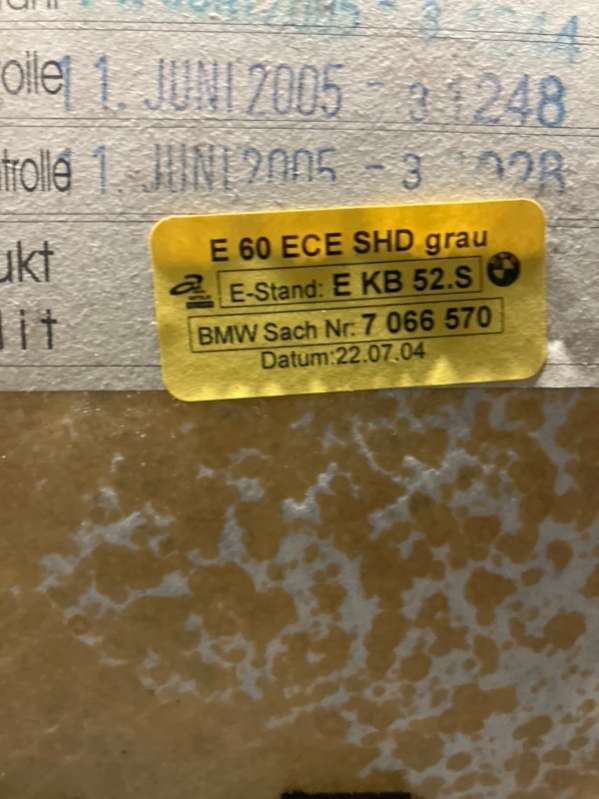 olle 11. JUNI 2005 - 3 1248
trolle 1. JUNI 2005 - 3
ukt
lit
E 60 ECE SHD grau
E-Stand: E KB 52.S
BMW Sach Nr: 7 066 570
Datum:22.07.04